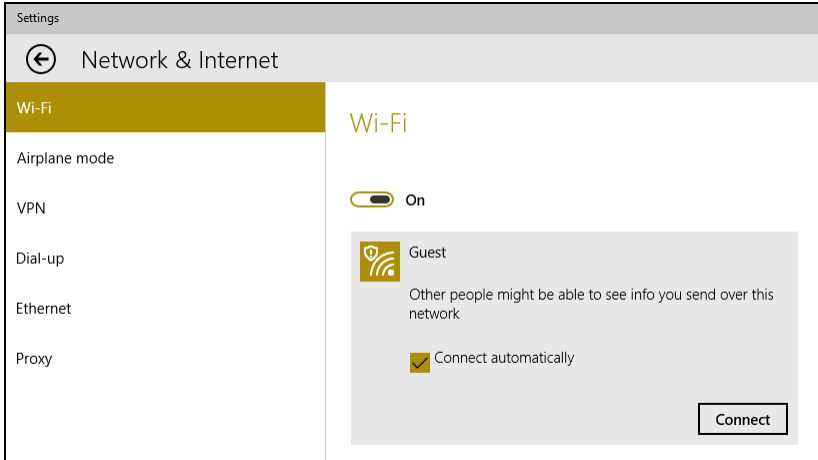 Settings
Network & Internet
Wi-Fi
Airplane mode
VPN
Dial-up
Ethernet
Proxy
Wi-Fi
On
Guest
Other people might be able to see info you send over this
network
Connect automatically
Connect